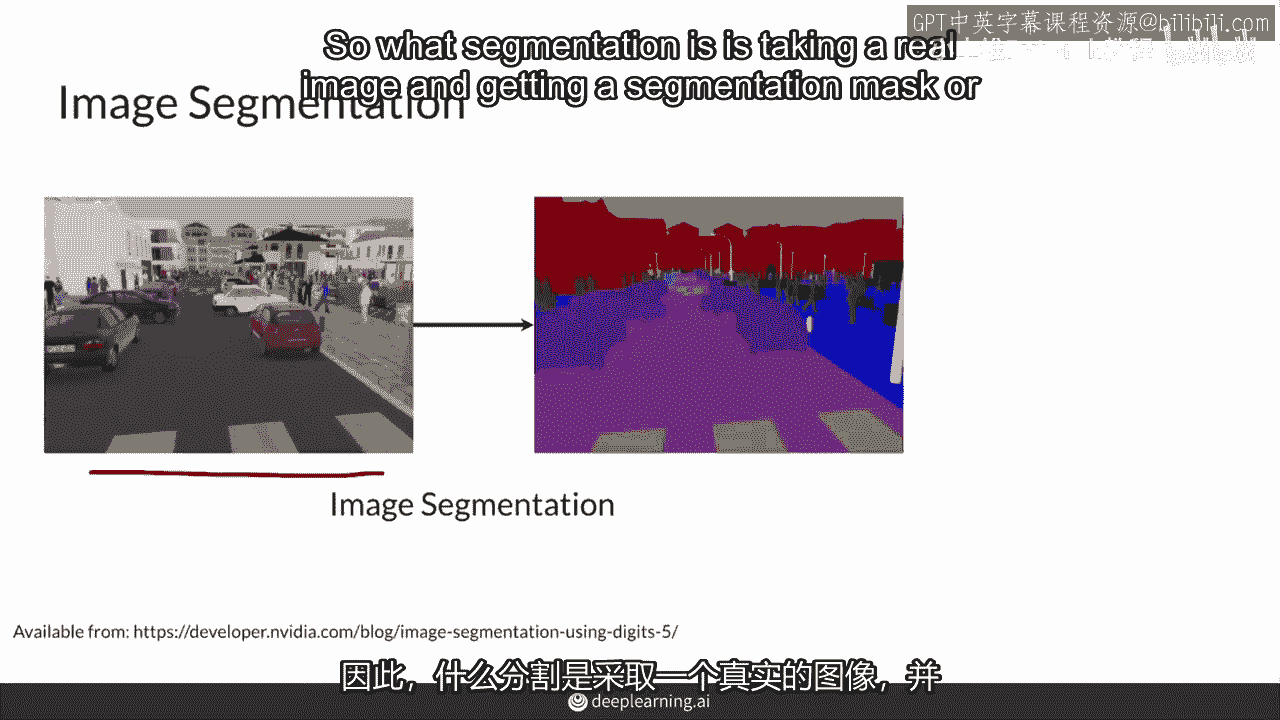 GPT中英字幕课程资源@bilibili.com
So what segmentation is is taking a real
image and getting a segmentation mask or
Image Segmentation
Image Segmentation
Available from: https://developer.nvidia.com/blog/image-segmentation-using-digits-5/
因此，什么分割是采取一个真实的图像，并
deeplearning.ai